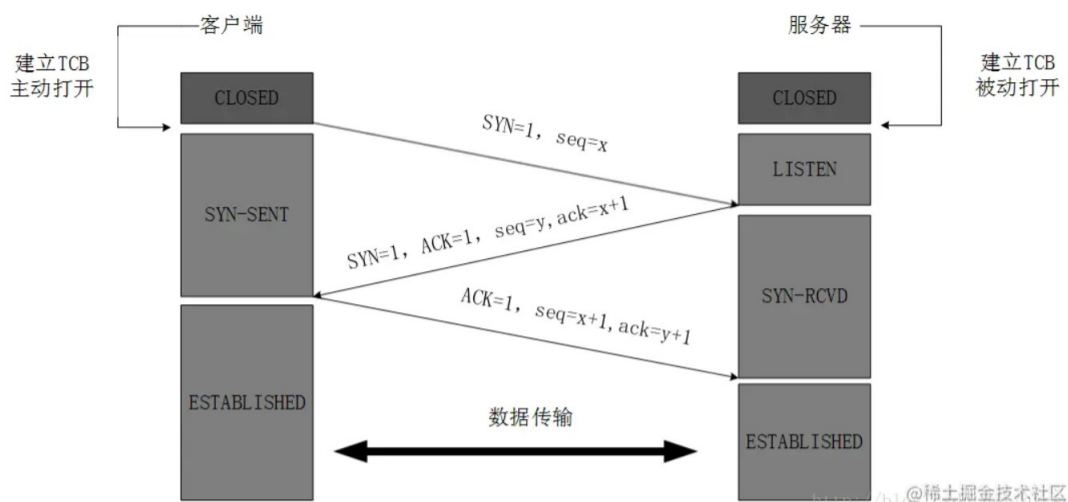 客户端
服务器
建立TCB
主动打开
建立TCB
被动打开
CLOSED
CLOSED
SYN=1, seq=x
LISTEN
SYN-SENT
SYN=1, ACK=1, seq=y,ack=x+1
SYN-RCVD
ACK=1, seq=x+1,ack=y+1
ESTABLISHED
数据传输
ESTABLISHED
@稀土掘金技术社区